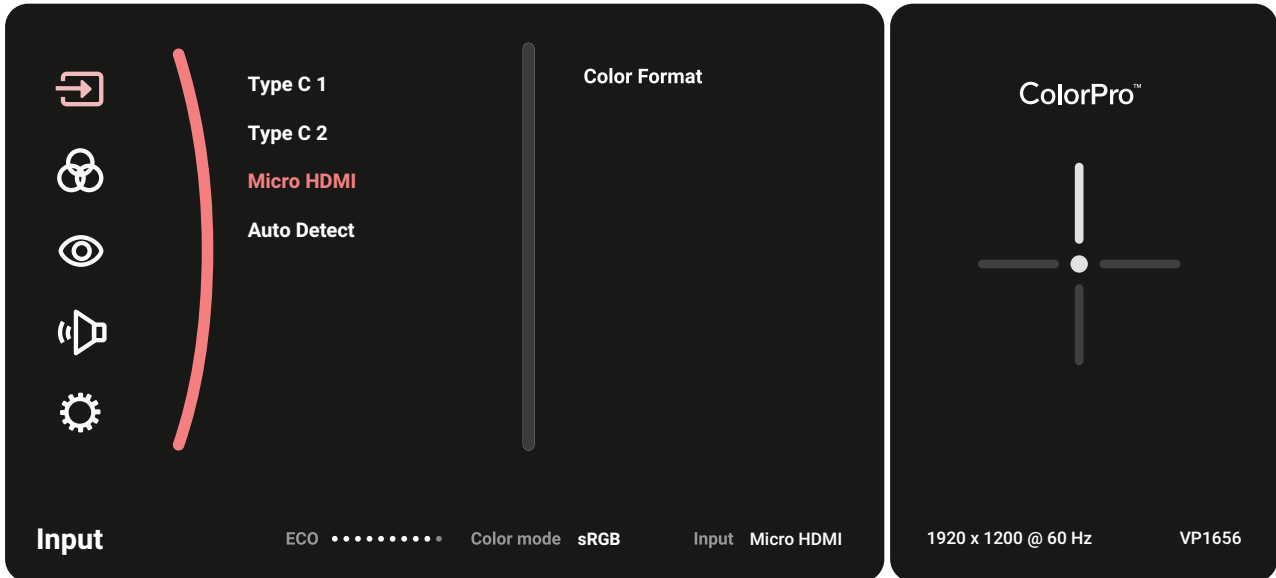 Type C 1
Type C 2
Micro HDMI
Auto Detect
Color Format
Input
ECO
Color mode sRGB
Input Micro HDMI
ColorPro™
1920 x 1200 @ 60 Hz
VP1656